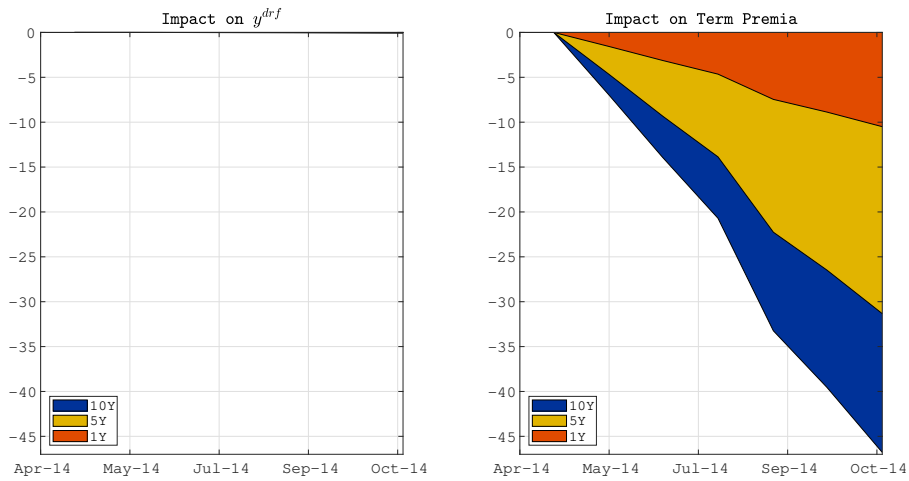 Impact on y^{drf}
0
−5
−10
−15
−20
−25
−30
−35
−40
−45
10Y
5Y
1Y
Apr−14 May−14 Jul−14 Sep−14 Oct−14
Impact on Term Premia
0
−5
−10
−15
−20
−25
−30
−35
−40
−45
10Y
5Y
1Y
Apr−14 May−14 Jul−14 Sep−14 Oct−14